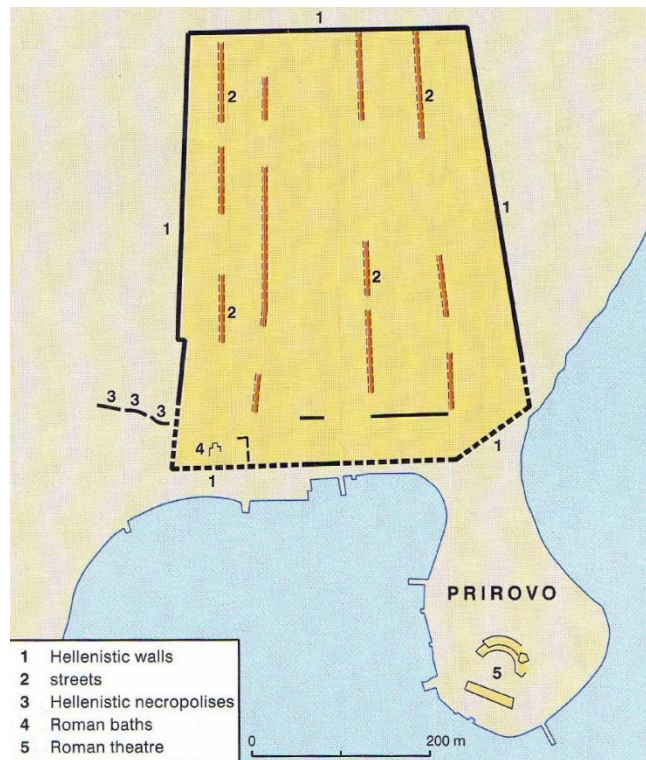 1
2
2
1
1
2
2
3 3 3
4
1
1
PRIROVO
5
1 Hellenistic walls
2 streets
3 Hellenistic necropolises
4 Roman baths
5 Roman theatre
0 200 m